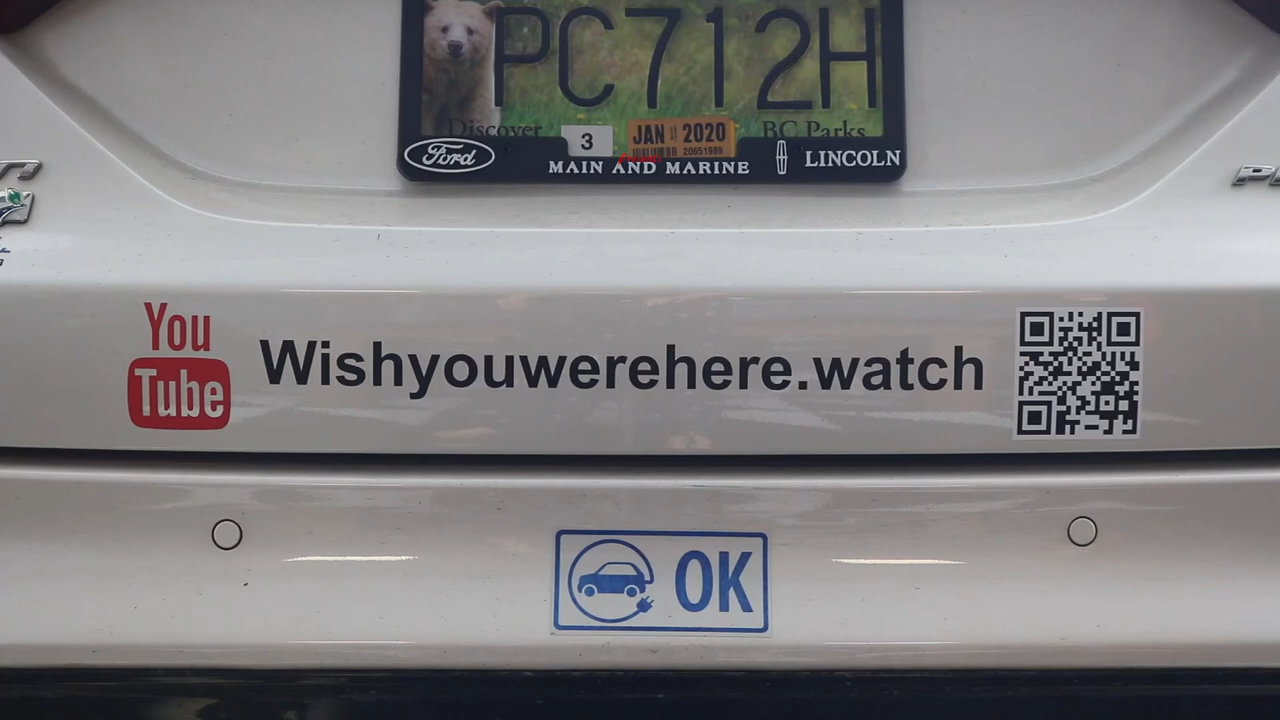 PC712H
Discover
3
JAN 2020
20651989
BC Parks
Ford
MAIN AND MARINE
LINCOLN
You
Tube
Wishyouwerehere.watch
OK